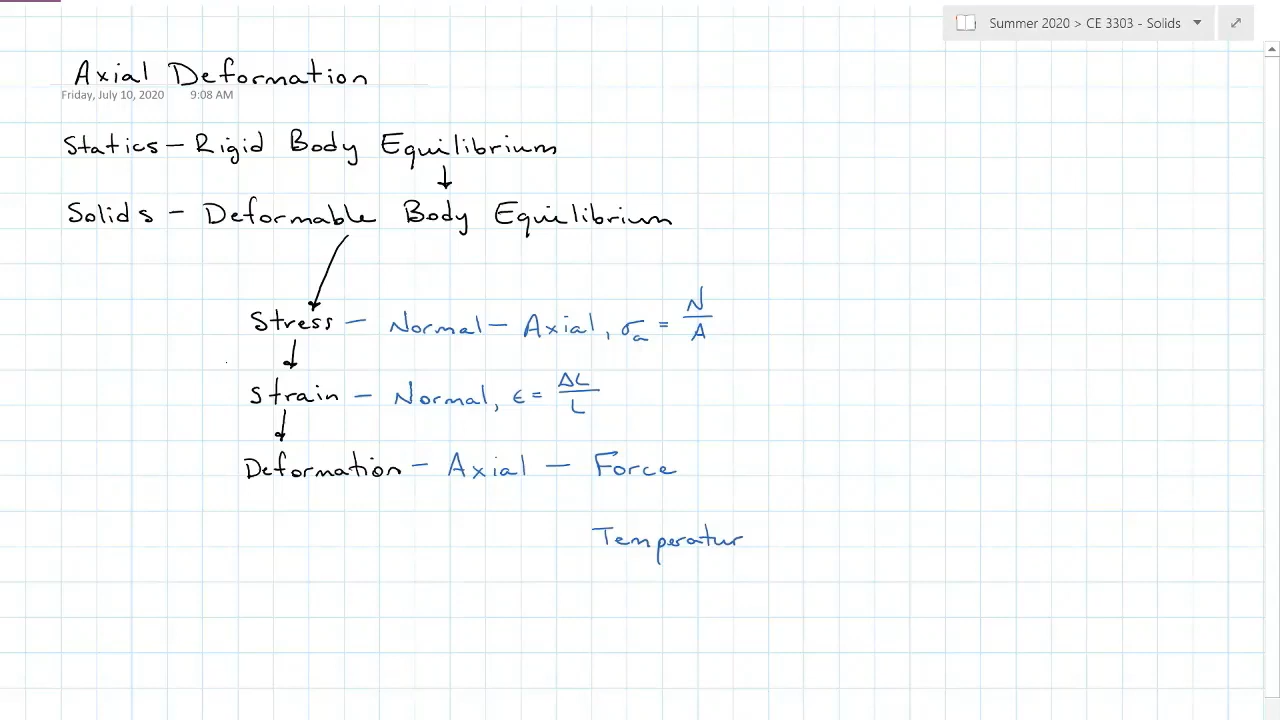 Summer 2020 > CE 3303 - Solids
Axial Deformation
Friday, July 10, 2020 9:08 AM
Statics – Rigid Body Equilibrium
↓
Solids – Deformable Body Equilibrium
Stress – Normal – Axial, σa = N/A
↓
Strain – Normal, ε = ΔL/L
↓
Deformation – Axial – Force
Temperatur